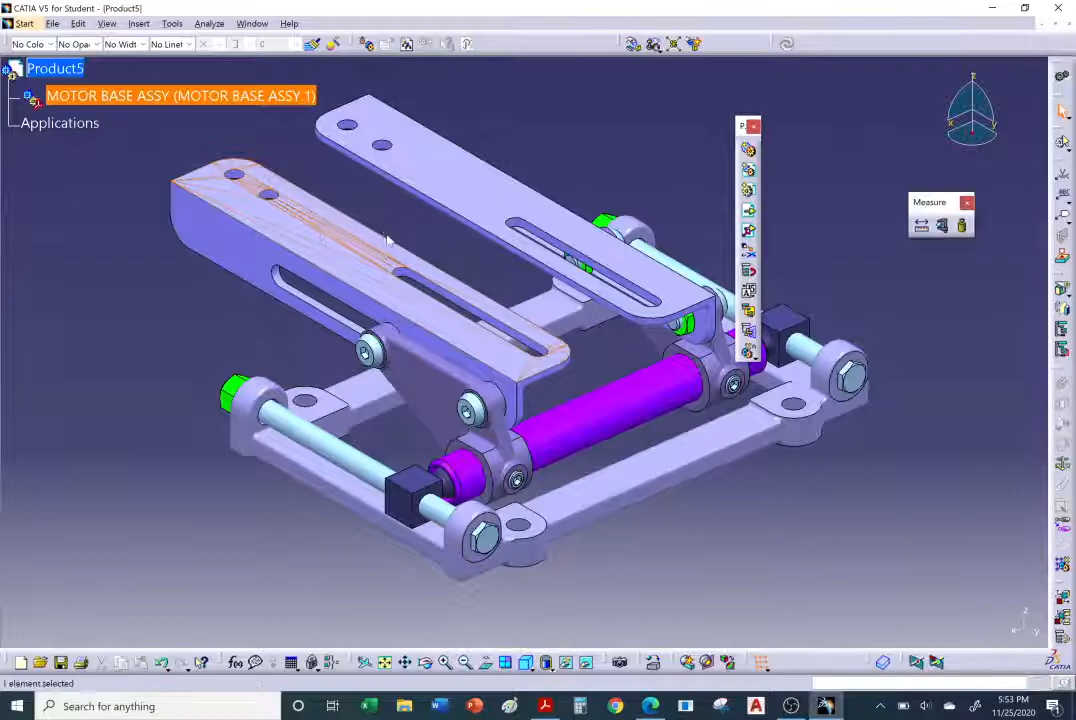 CATIA V5 for Student - [Product5]
Start File Edit View Insert Tools Analyze Window Help
No Colo No Opa No Widt No Linet
Product5
MOTOR BASE ASSY (MOTOR BASE ASSY.1)
Applications
P.
Measure
z
x
y
z
x
y
CATIA
1 element selected
Search for anything
5:53 PM
11/25/2020